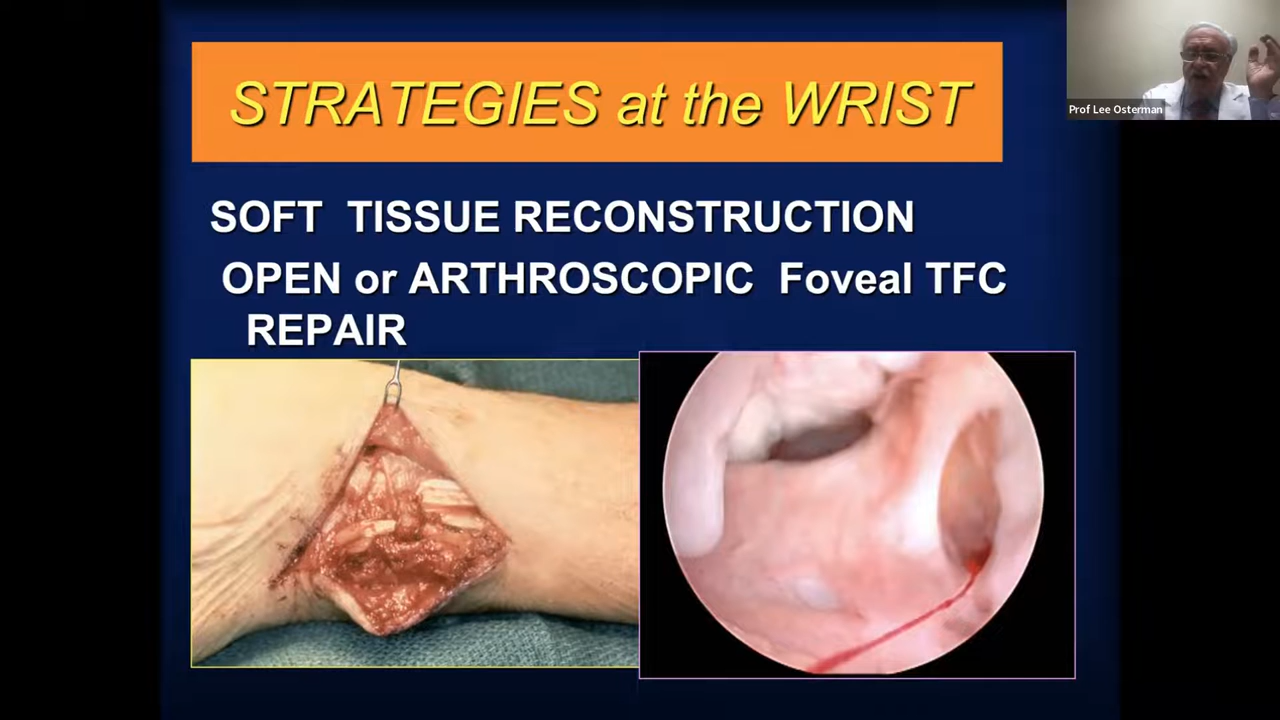 STRATEGIES at the WRIST
Prof Lee Osterman
SOFT TISSUE RECONSTRUCTION
OPEN or ARTHROSCOPIC Foveal TFC
REPAIR